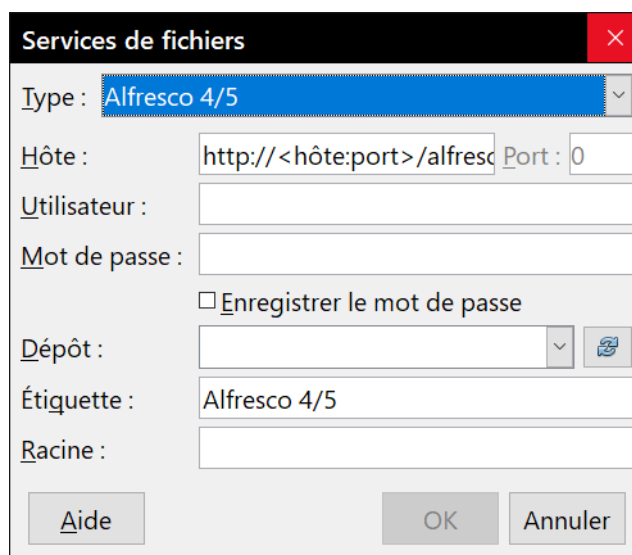 Services de fichiers
Type : Alfresco 4/5
Hôte : http://<hôte:port>/alfresc Port : 0
Utilisateur :
Mot de passe :
Enregistrer le mot de passe
Dépôt :
Étiquette : Alfresco 4/5
Racine :
Aide OK Annuler